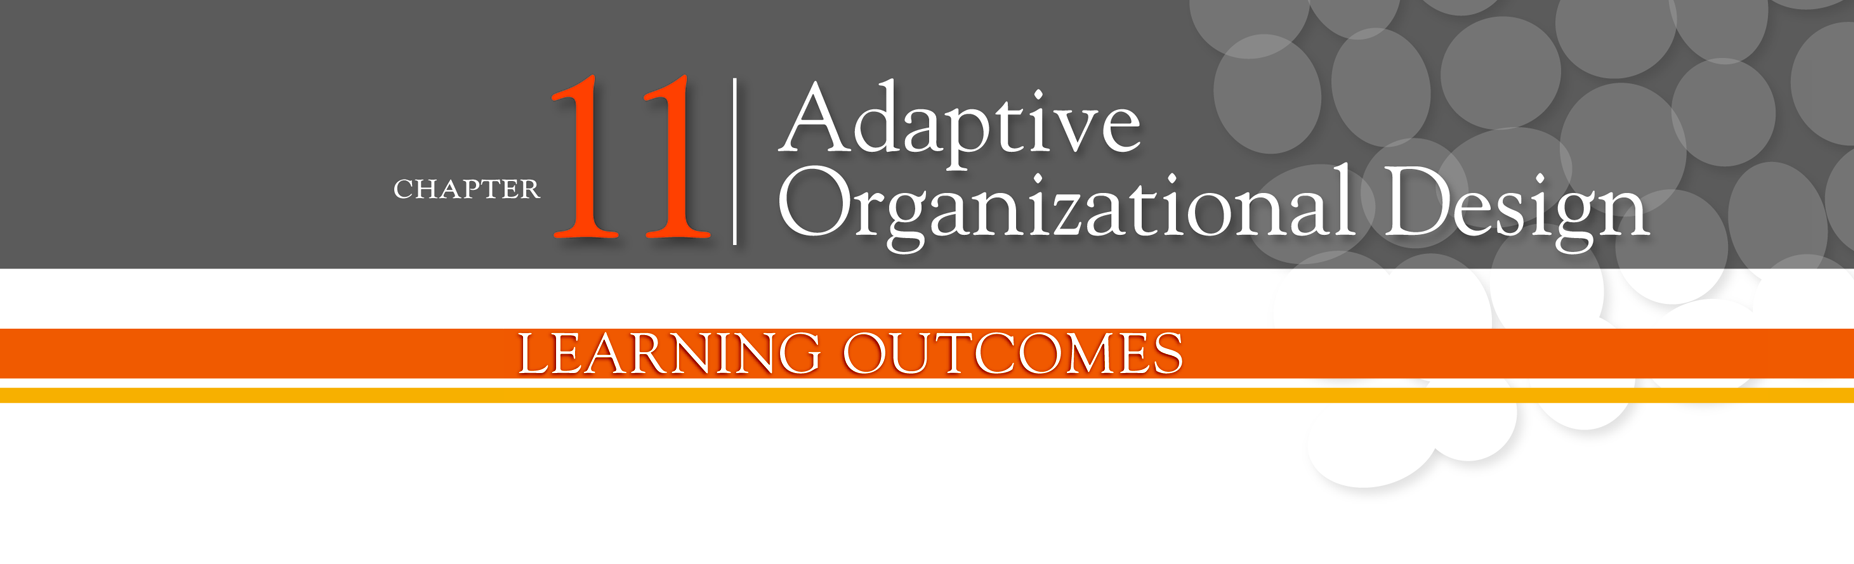 CHAPTER 11
Adaptive
Organizational Design
LEARNING OUTCOMES